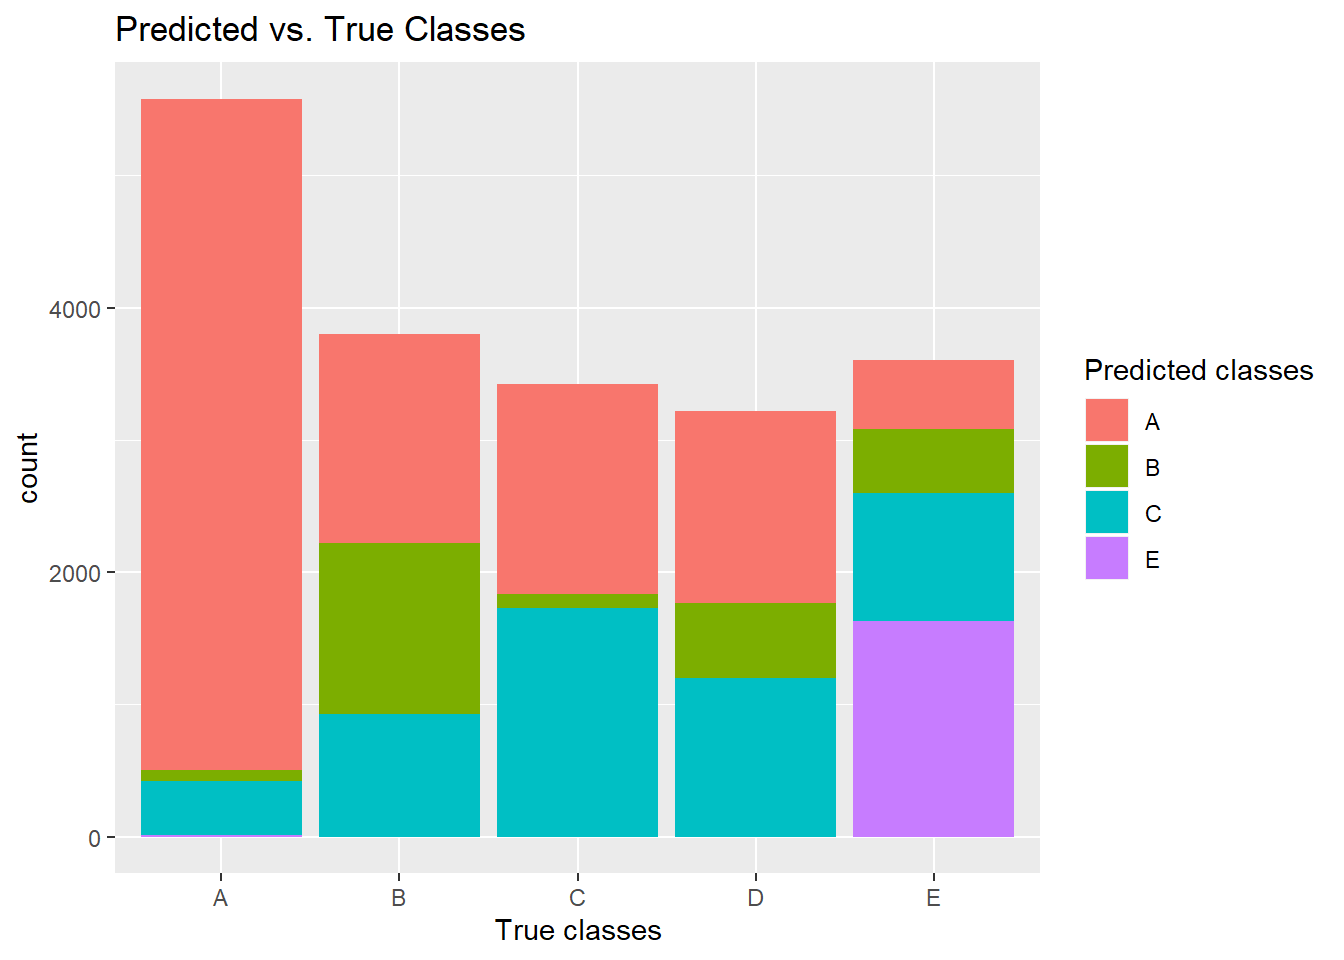 Predicted vs. True Classes
count
4000
2000
0
A
B
C
D
E
True classes
Predicted classes
A
B
C
E